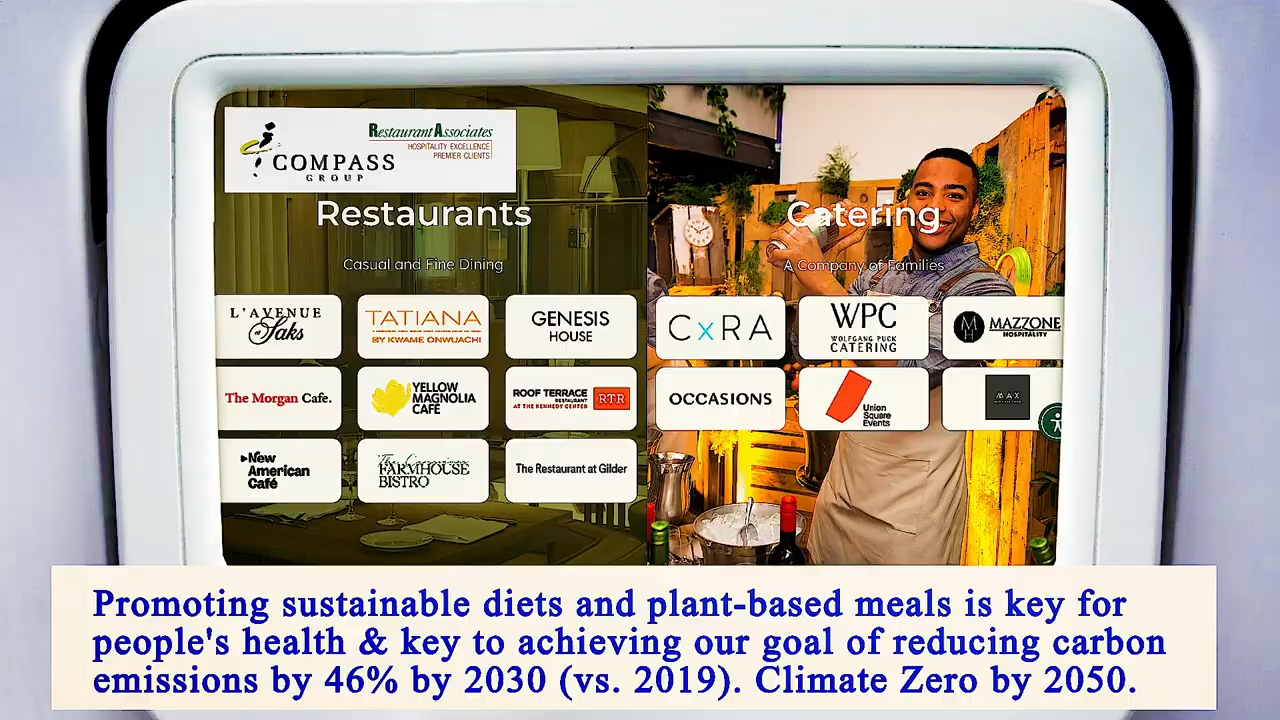 COMPASS
GROUP
Restaurant Associates
HOSPITALITY EXCELLENCE
PREMIER CLIENTS
Restaurants
Casual and Fine Dining
L'AVENUE
Saks
TATIANA
BY KWAME ONWUACHI
GENESIS
HOUSE
The Morgan Cafe.
YELLOW
MAGNOLIA
CAFÉ
ROOF TERRACE
RESTAURANT
AT THE KENNEDY CENTER
RTR
New
American
Café
FARMHOUSE
BISTRO
The Restaurant at Gilder
Catering
A Company of Families
CxRA
WPC
WOLFGANG PUCK
CATERING
MH
MAZZONE
HOSPITALITY
OCCASIONS
Union
Square
Events
MAX
Promoting sustainable diets and plant-based meals is key for
people's health & key to achieving our goal of reducing carbon
emissions by 46% by 2030 (vs. 2019). Climate Zero by 2050.